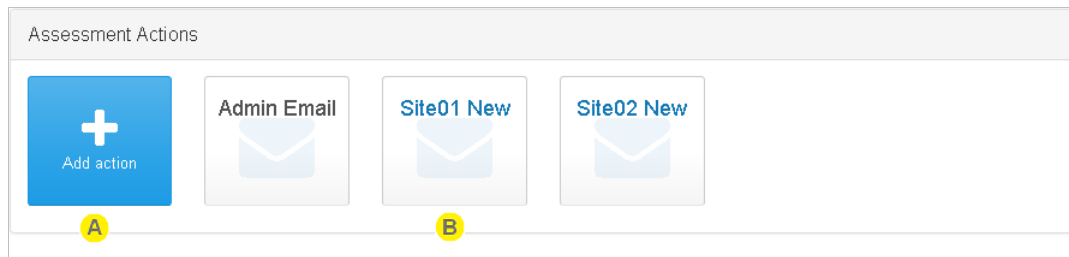 Assessment Actions
Add action
Admin Email
Site01 New
Site02 New
A
B